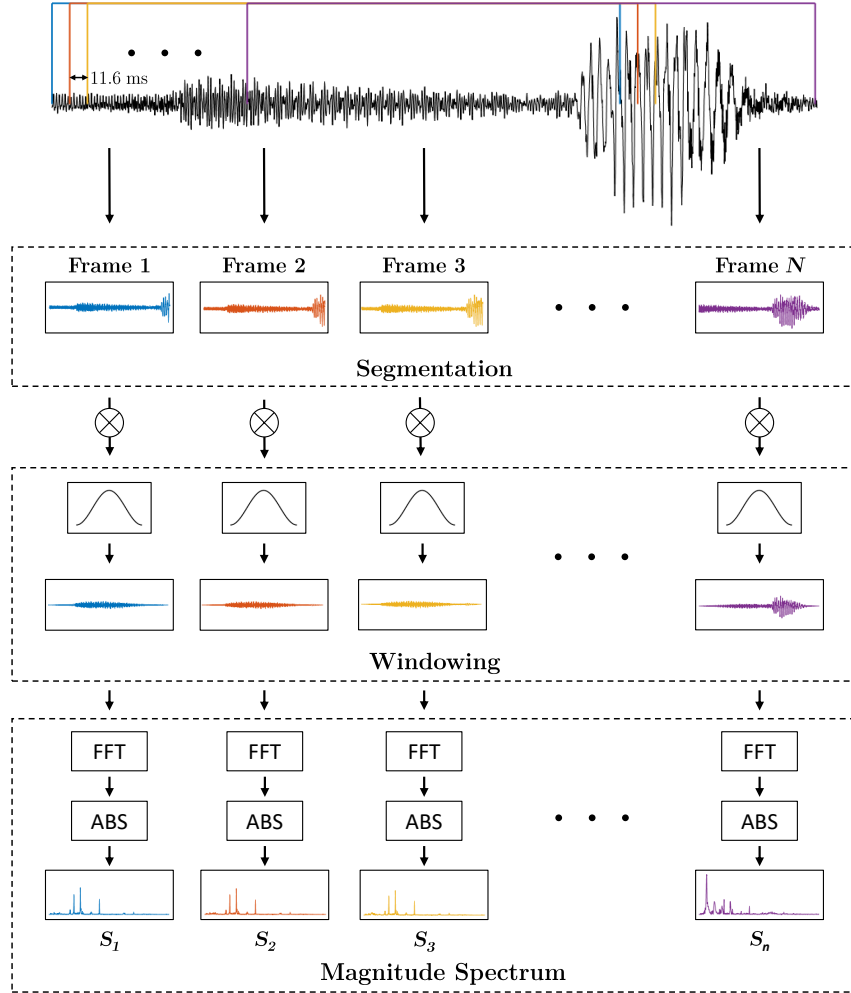 11.6 ms
Frame 1 Frame 2 Frame 3 Frame N
Segmentation
Windowing
FFT FFT FFT FFT
ABS ABS ABS ABS
S1 S2 S3 Sn
Magnitude Spectrum